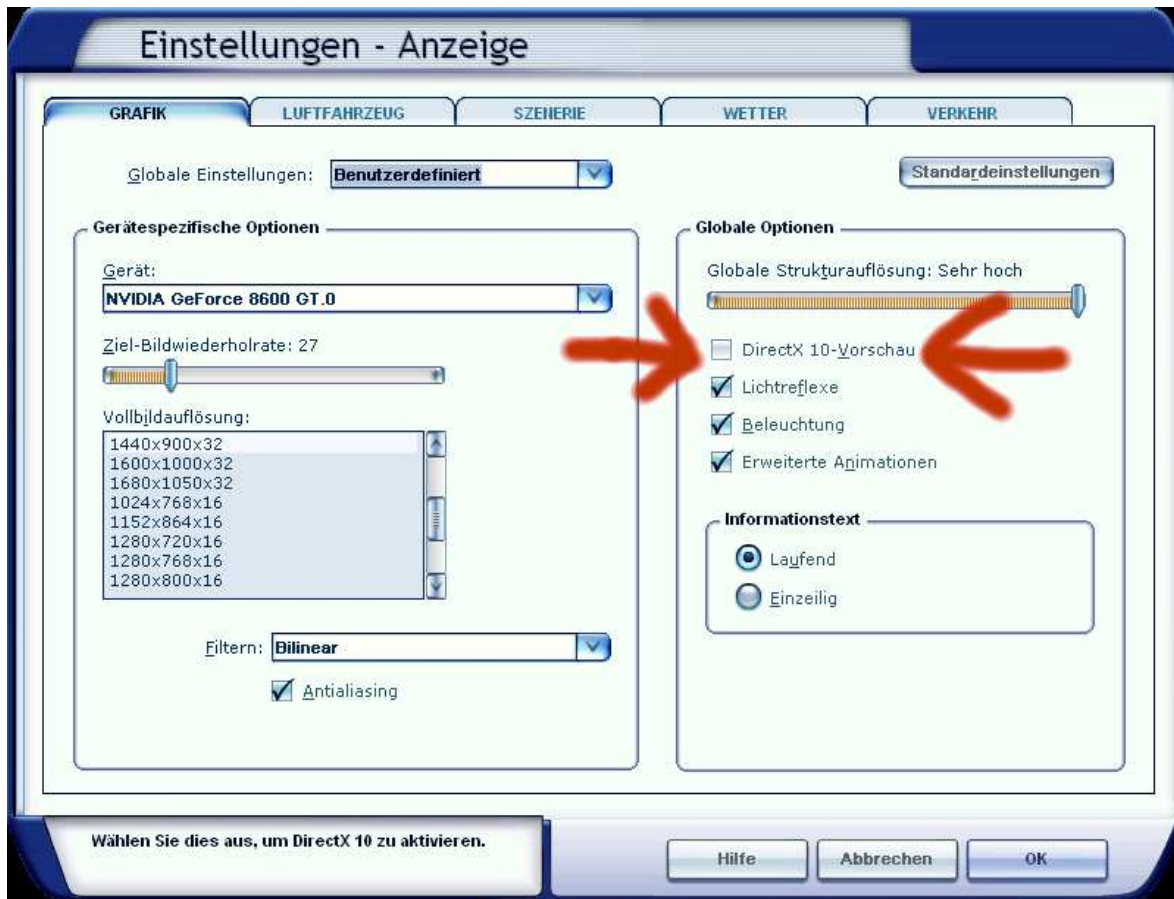 Einstellungen - Anzeige
GRAFIK LUFTFAHRZEUG SZENERIE WETTER VERKEHR
Globale Einstellungen: Benutzerdefiniert Standardeinstellungen
Gerätespezifische Optionen
Gerät:
NVIDIA GeForce 8600 GT.0
Ziel-Bildwiederholrate: 27
Vollbildauflösung:
1440x900x32
1600x1000x32
1680x1050x32
1024x768x16
1152x864x16
1280x720x16
1280x768x16
1280x800x16
Filtern: Bilinear
Antialiasing
Globale Optionen
Globale Strukturauflösung: Sehr hoch
DirectX 10-Vorschau
Lichtreflexe
Beleuchtung
Erweiterte Animationen
Informationstext
Laufend
Einzeilig
Wählen Sie dies aus, um DirectX 10 zu aktivieren.
Hilfe Abbrechen OK